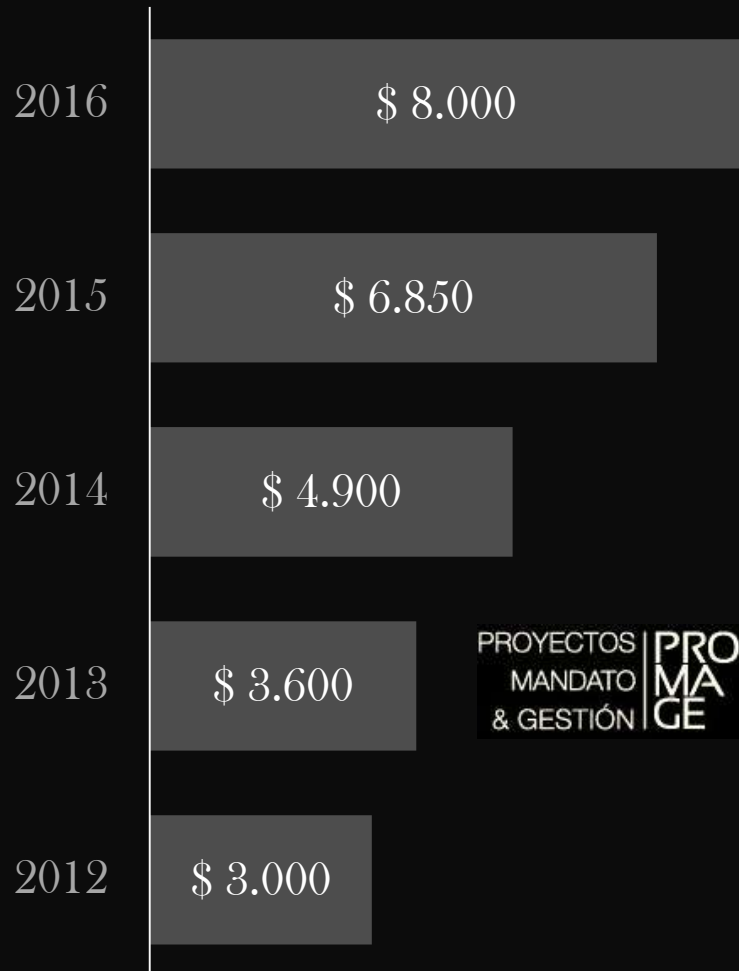 2016
$ 8.000
2015
$ 6.850
2014
$ 4.900
2013
$ 3.600
PROYECTOS
MANDATO
& GESTIÓN
PRO
MA
GE
2012
$ 3.000